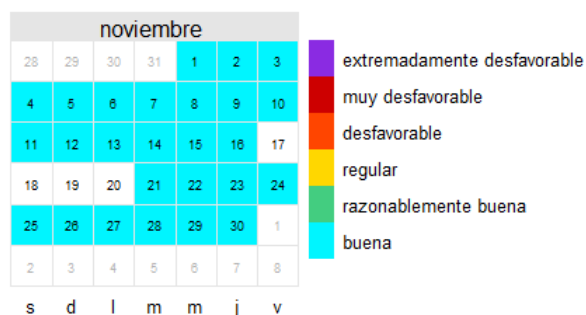 noviembre
28 29 30 31 1 2 3
4 5 6 7 8 9 10
11 12 13 14 15 16 17
18 19 20 21 22 23 24
25 26 27 28 29 30 1
2 3 4 5 6 7 8
s d l m m j v
extremadamente desfavorable
muy desfavorable
desfavorable
regular
razonablemente buena
buena